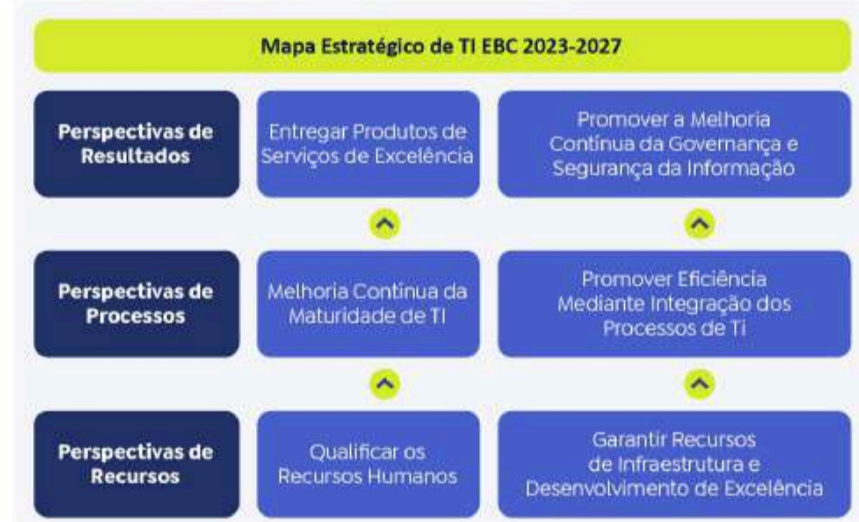 Mapa Estratégico de TI EBC 2023-2027
Perspectivas de
Resultados
Entregar Produtos de
Serviços de Excelência
Promover a Melhoria
Contínua da Governança e
Segurança da Informação
Perspectivas de
Processos
Melhoria Contínua da
Maturidade de TI
Promover Eficiência
Mediante Integração dos
Processos de Ti
Perspectivas de
Recursos
Qualificar os
Recursos Humanos
Garantir Recursos
de Infraestrutura e
Desenvolvimento de Excelência